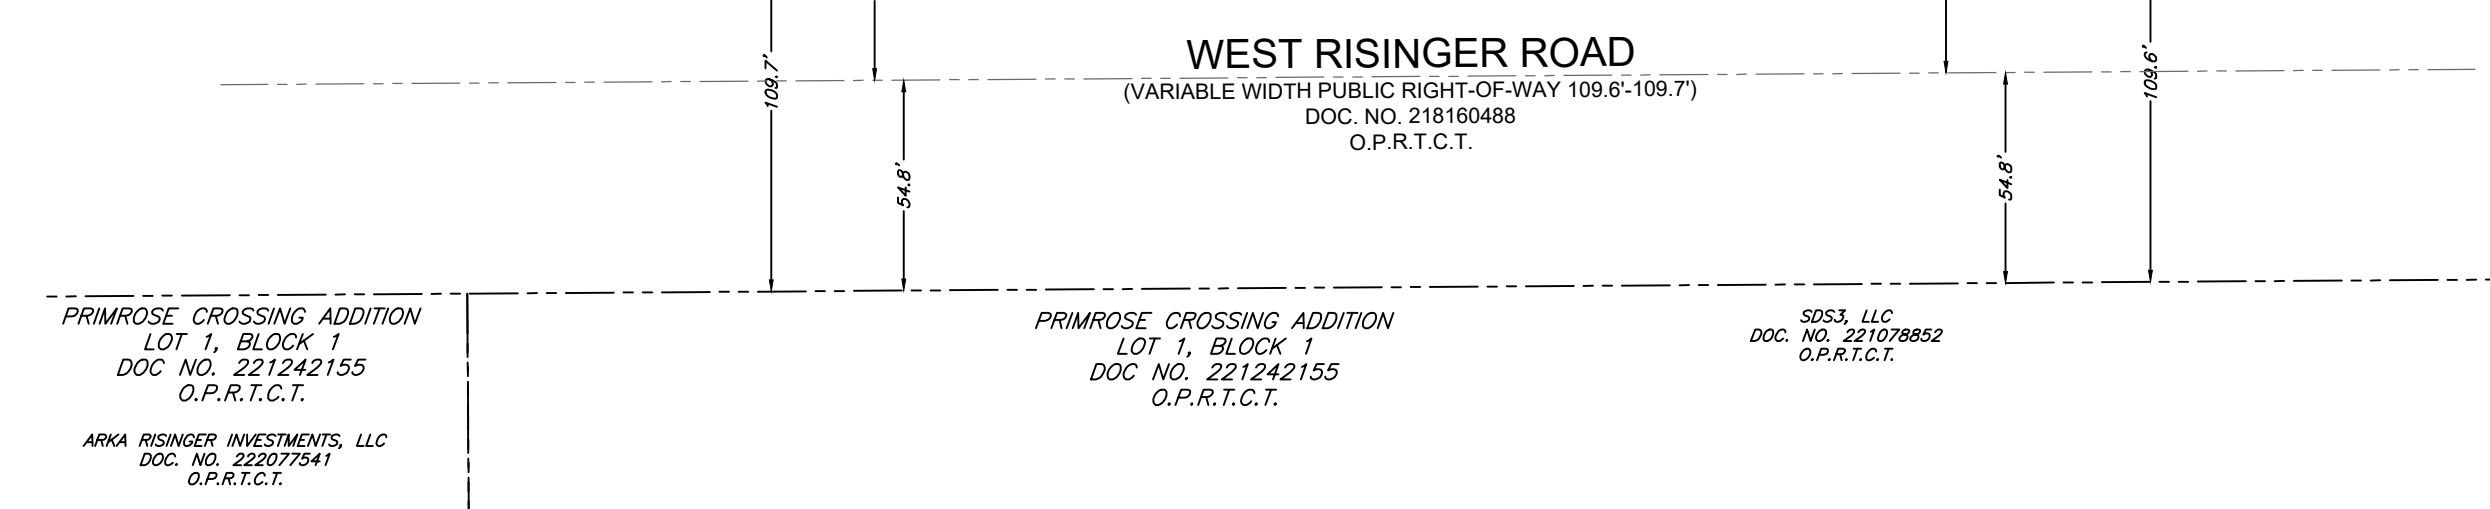 WEST RISINGER ROAD
(VARIABLE WIDTH PUBLIC RIGHT-OF-WAY 109.6'-109.7')
DOC. NO. 218160488
O.P.R.T.C.T.
109.7'
54.8'
54.8'
109.6'
PRIMROSE CROSSING ADDITION
LOT 1, BLOCK 1
DOC NO. 221242155
O.P.R.T.C.T.
ARKA RISINGER INVESTMENTS, LLC
DOC. NO. 222077541
O.P.R.T.C.T.
PRIMROSE CROSSING ADDITION
LOT 1, BLOCK 1
DOC NO. 221242155
O.P.R.T.C.T.
SDS3, LLC
DOC. NO. 221078852
O.P.R.T.C.T.